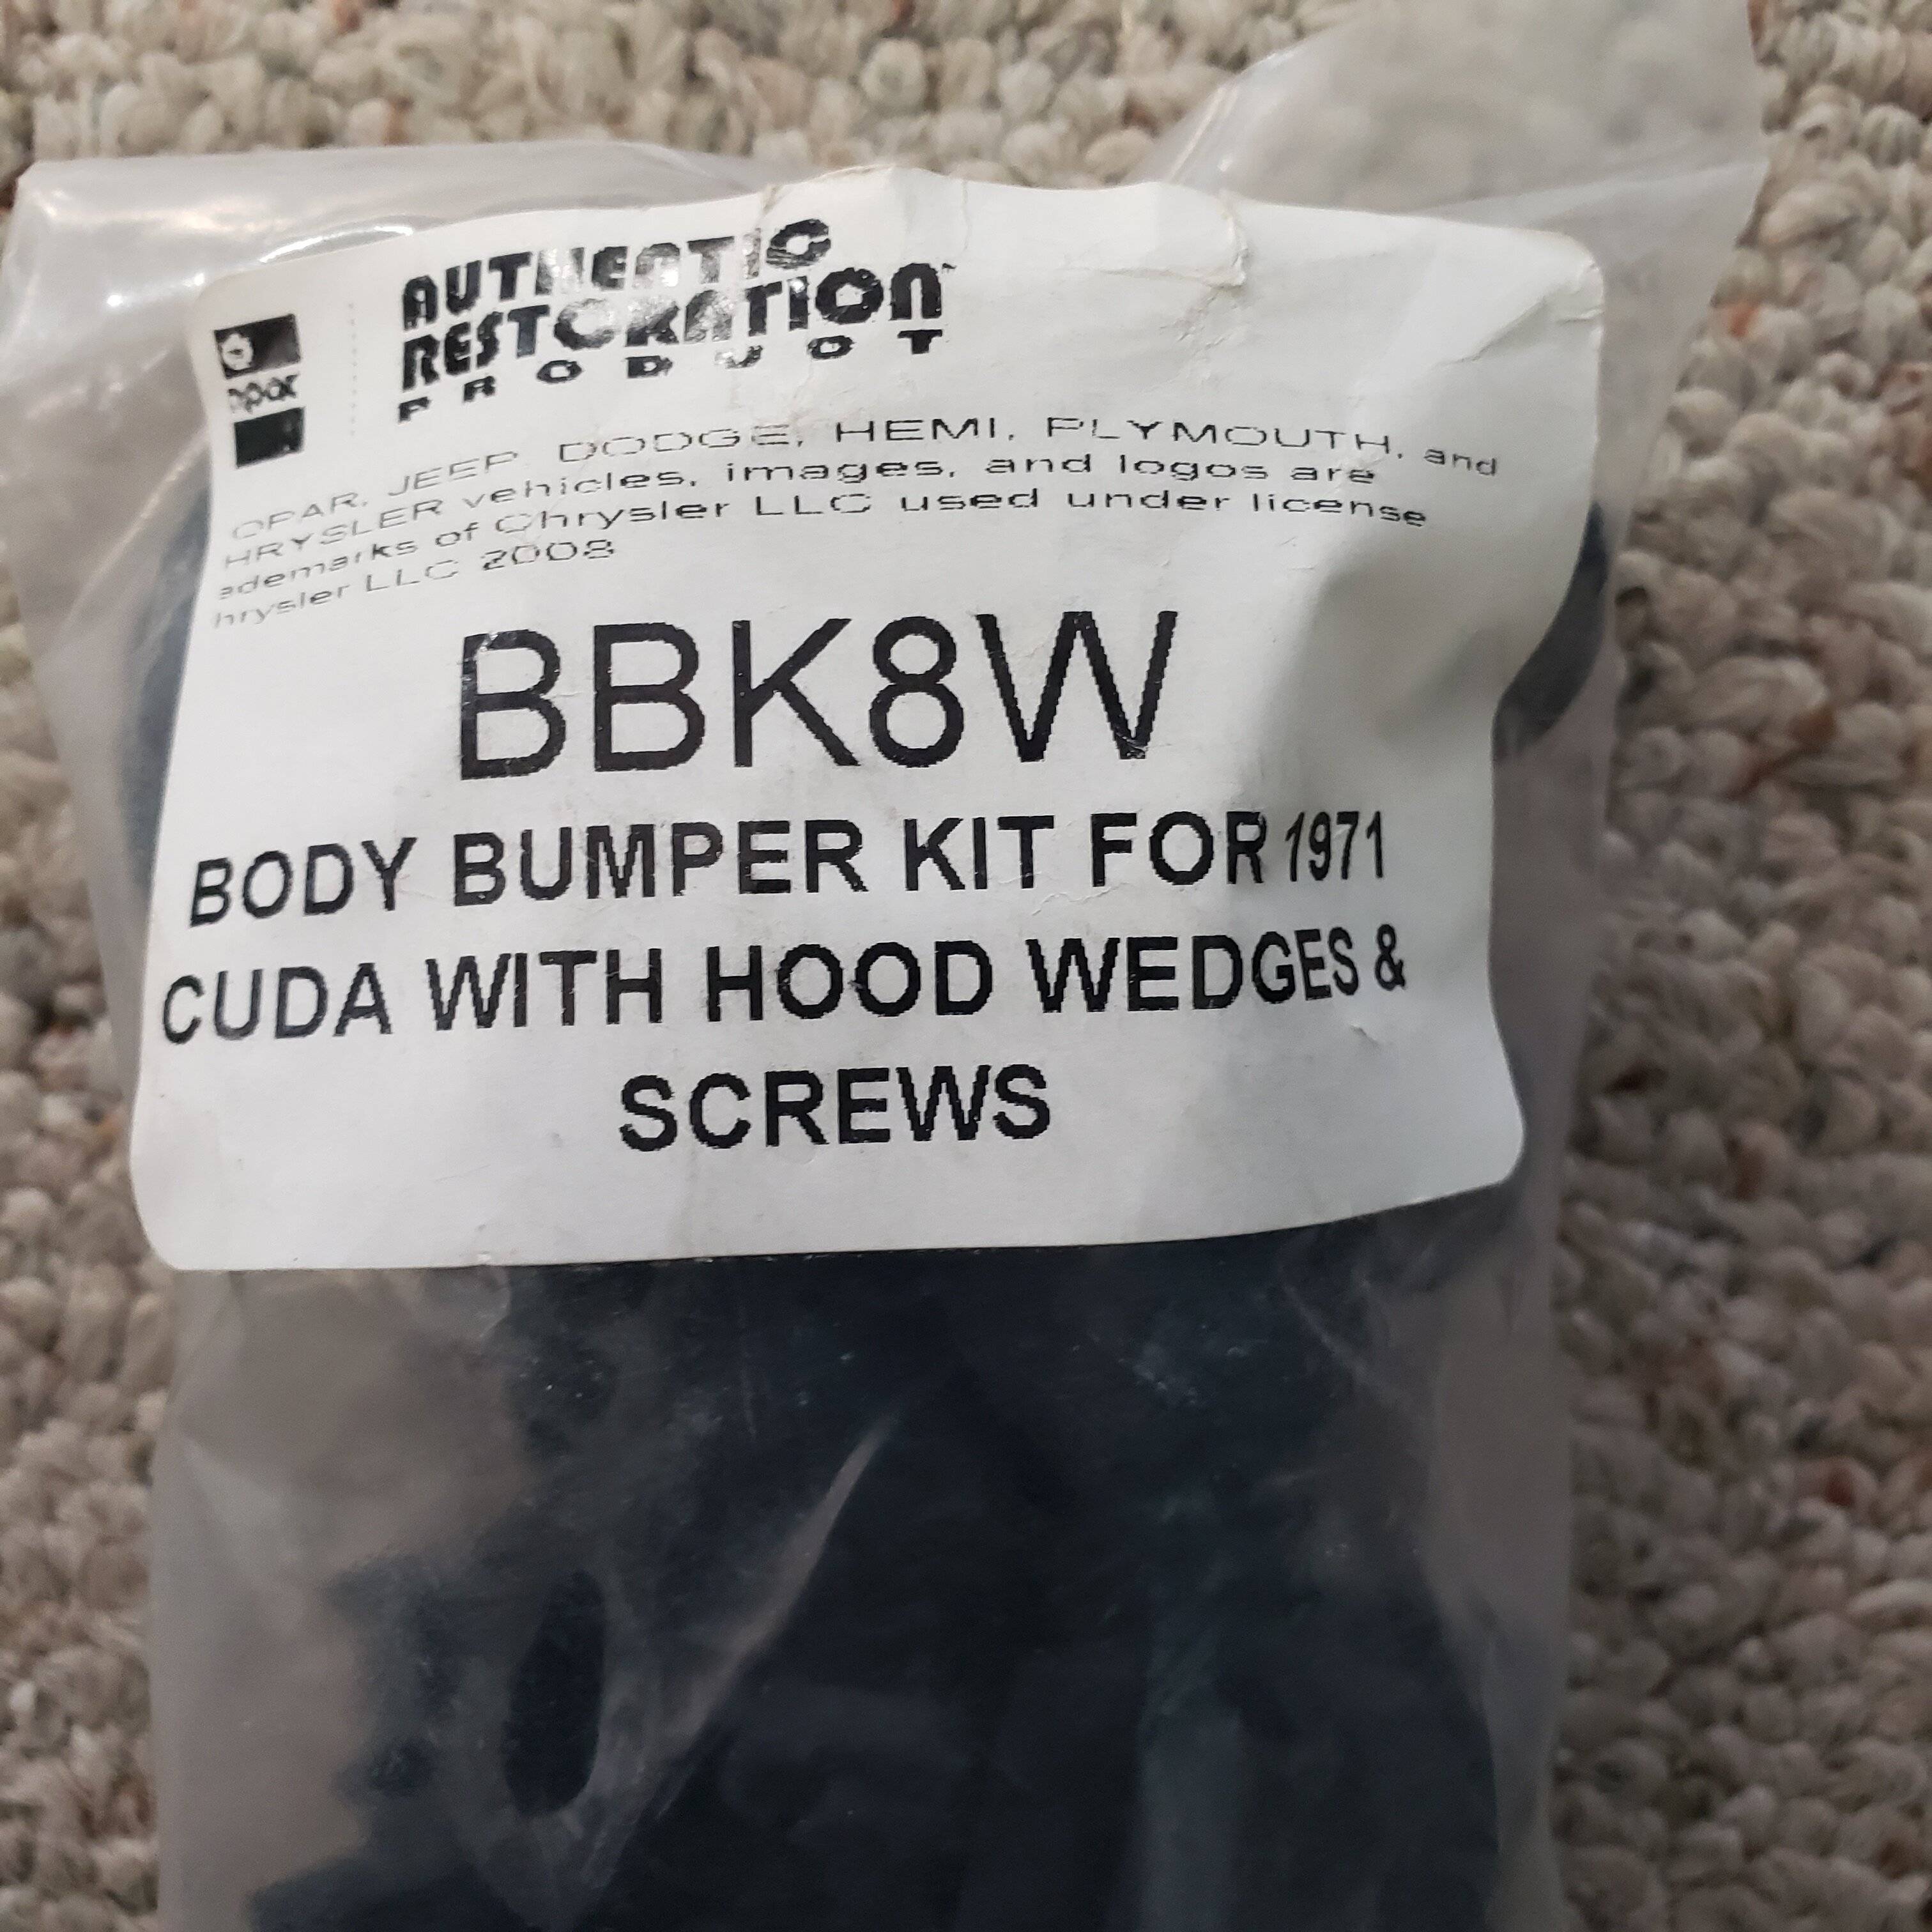 AUTHENTIC
RESTORATION™
PRODUCT
OPAR, JEEP DODGE, HEMI, PLYMOUTH, and
HRYSLER vehicles, images, and logos are
ademarks of Chrysler LLC used under license
hrysler LLC 2008
BBK8W
BODY BUMPER KIT FOR 1971
CUDA WITH HOOD WEDGES &
SCREWS